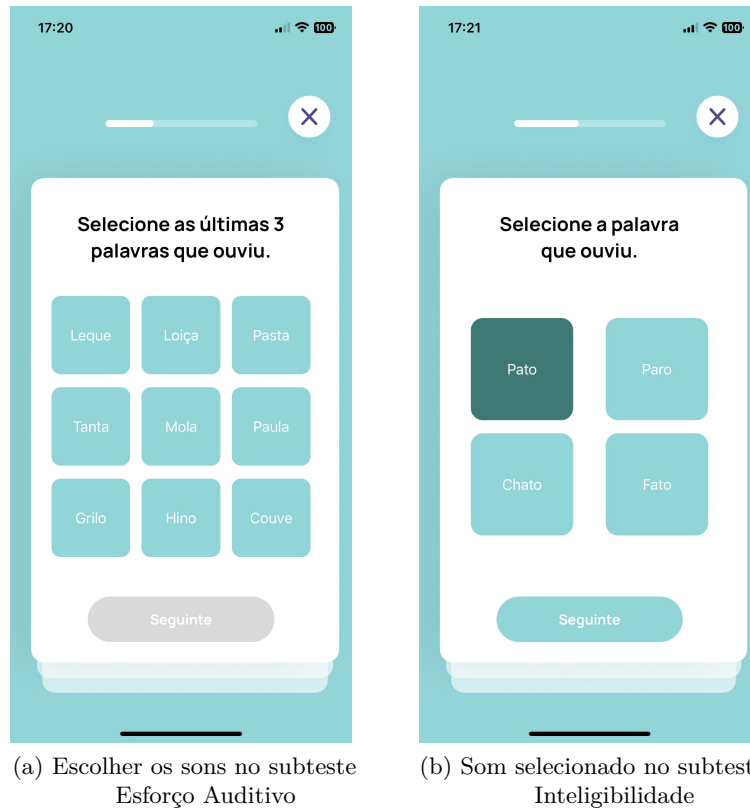 17:20
100
Selecione as últimas 3
palavras que ouviu.
Leque
Loiça
Pasta
Tanta
Mola
Paula
Grilo
Hino
Couve
Seguinte
(a) Escolher os sons no subteste
Esforço Auditivo
17:21
100
Selecione a palavra
que ouviu.
Pato
Paro
Chato
Fato
Seguinte
(b) Som selecionado no subtest
Inteligibilidade